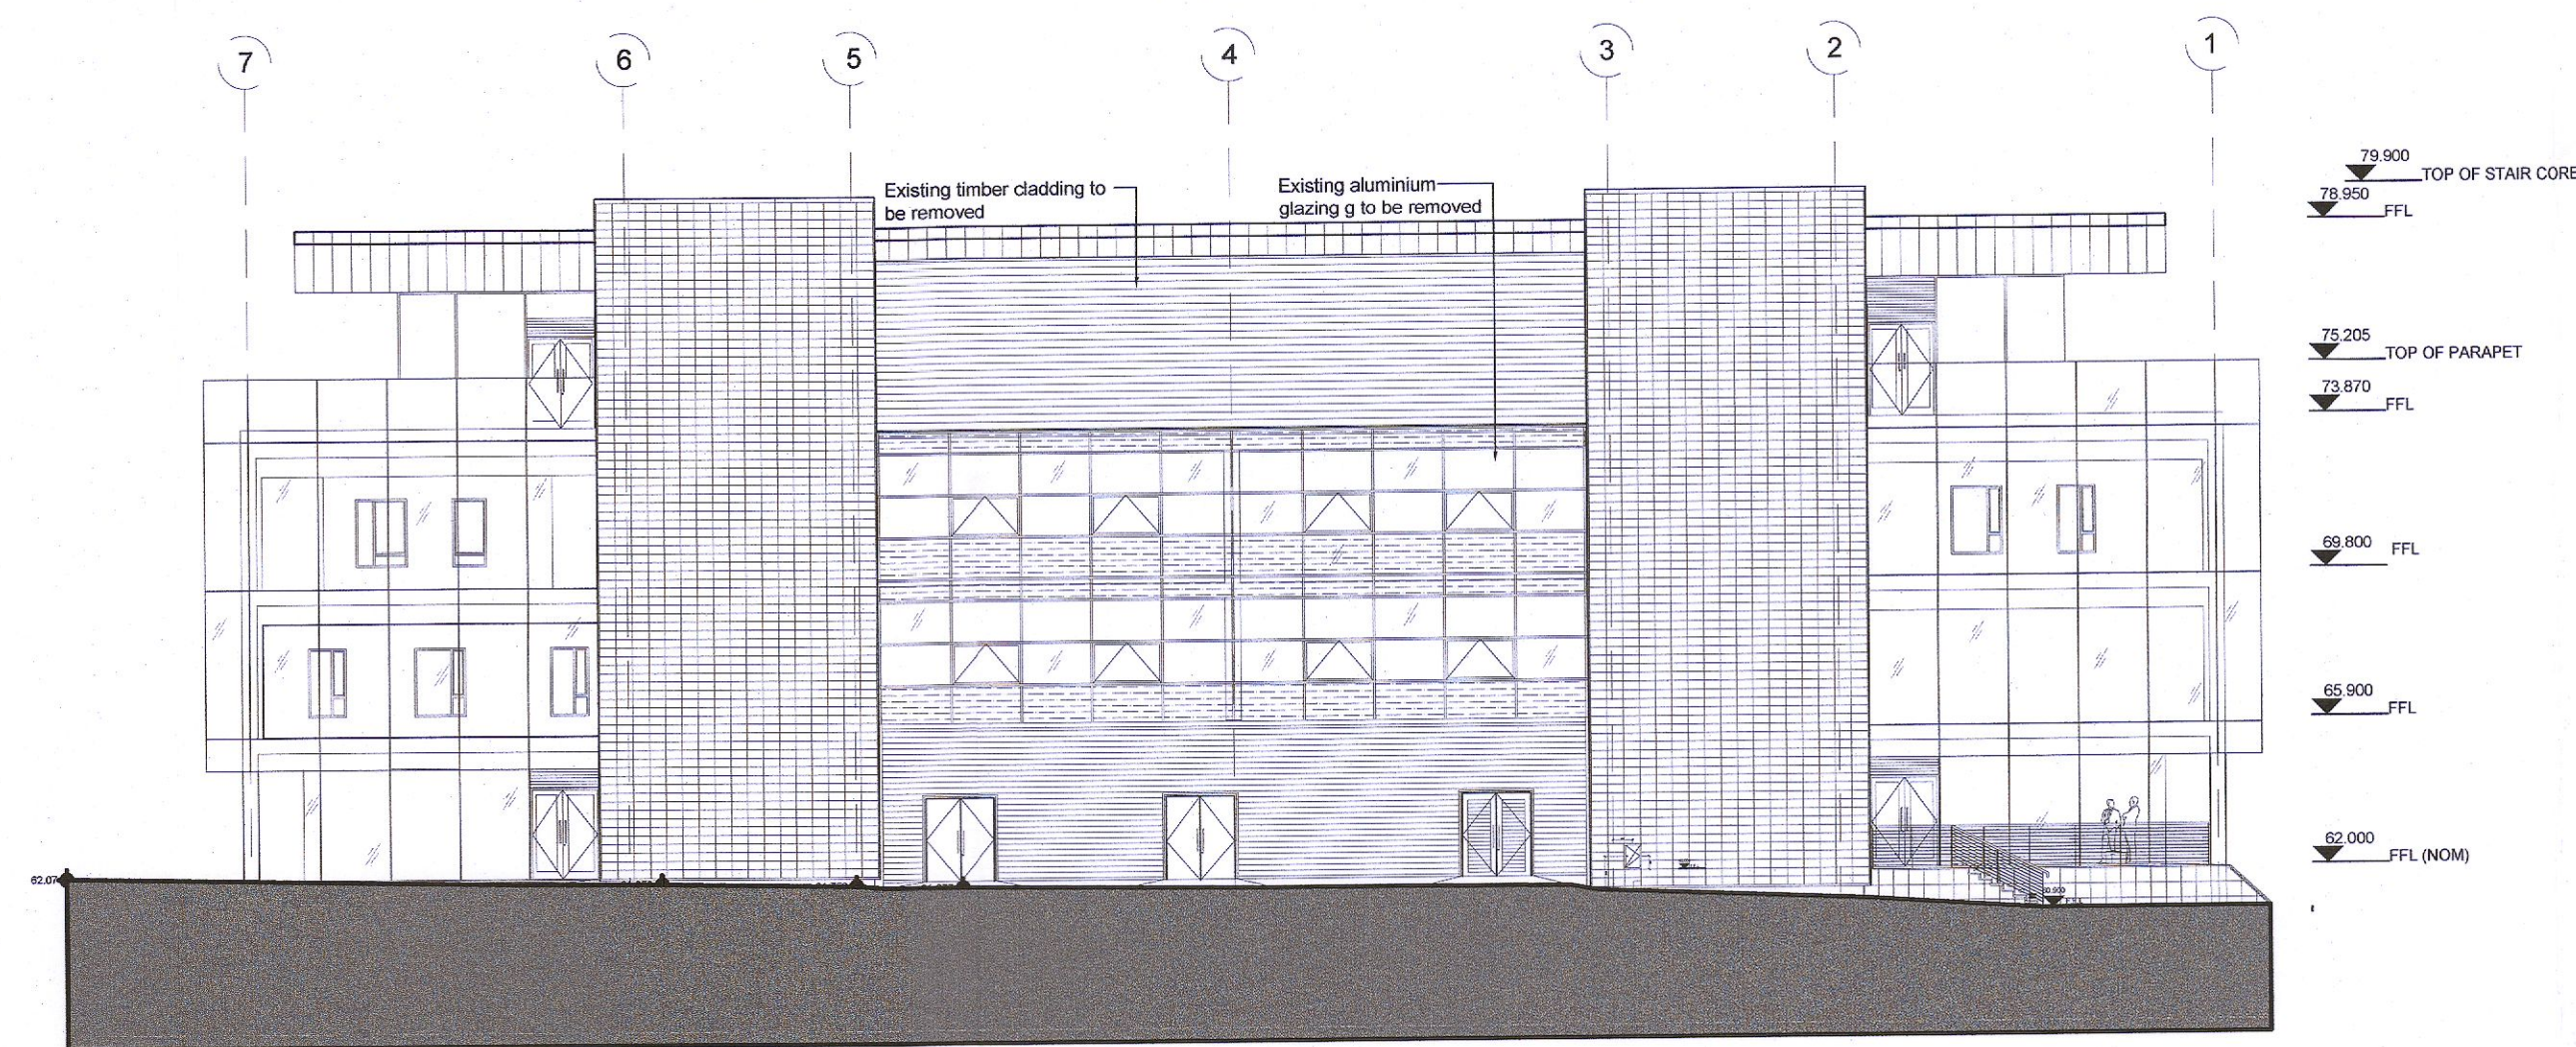 7
6
5
4
3
2
1
Existing timber cladding to
be removed
Existing aluminium
glazing g to be removed
79.900
TOP OF STAIR CORE
78.950
FFL
75.205
TOP OF PARAPET
73.870
FFL
69.800 FFL
65.900
FFL
62.000
FFL (NOM)
62.07